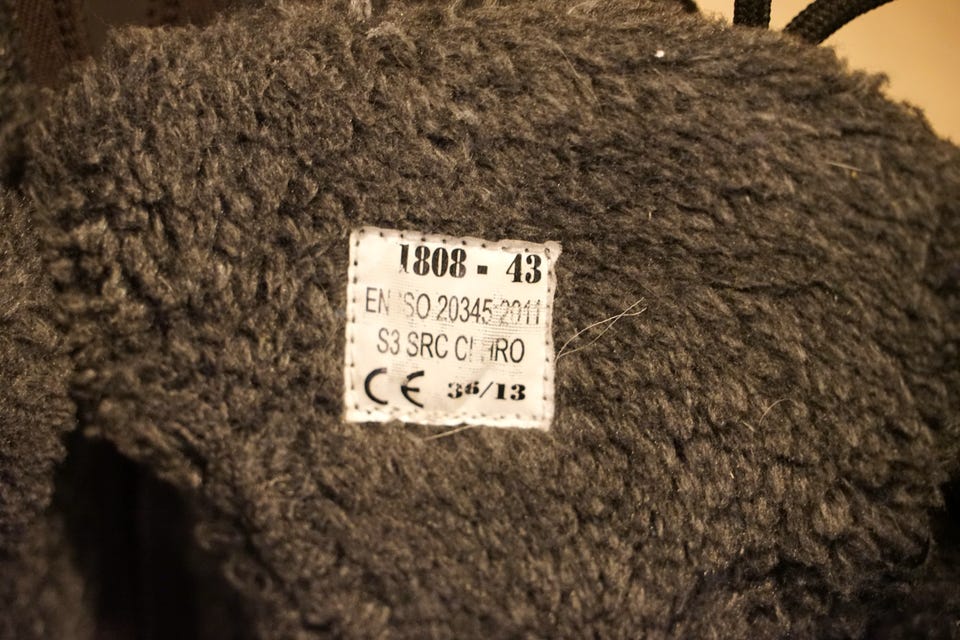 1808 - 43
EN ISO 20345:2011
S3 SRC CI HRO
CE 36/13